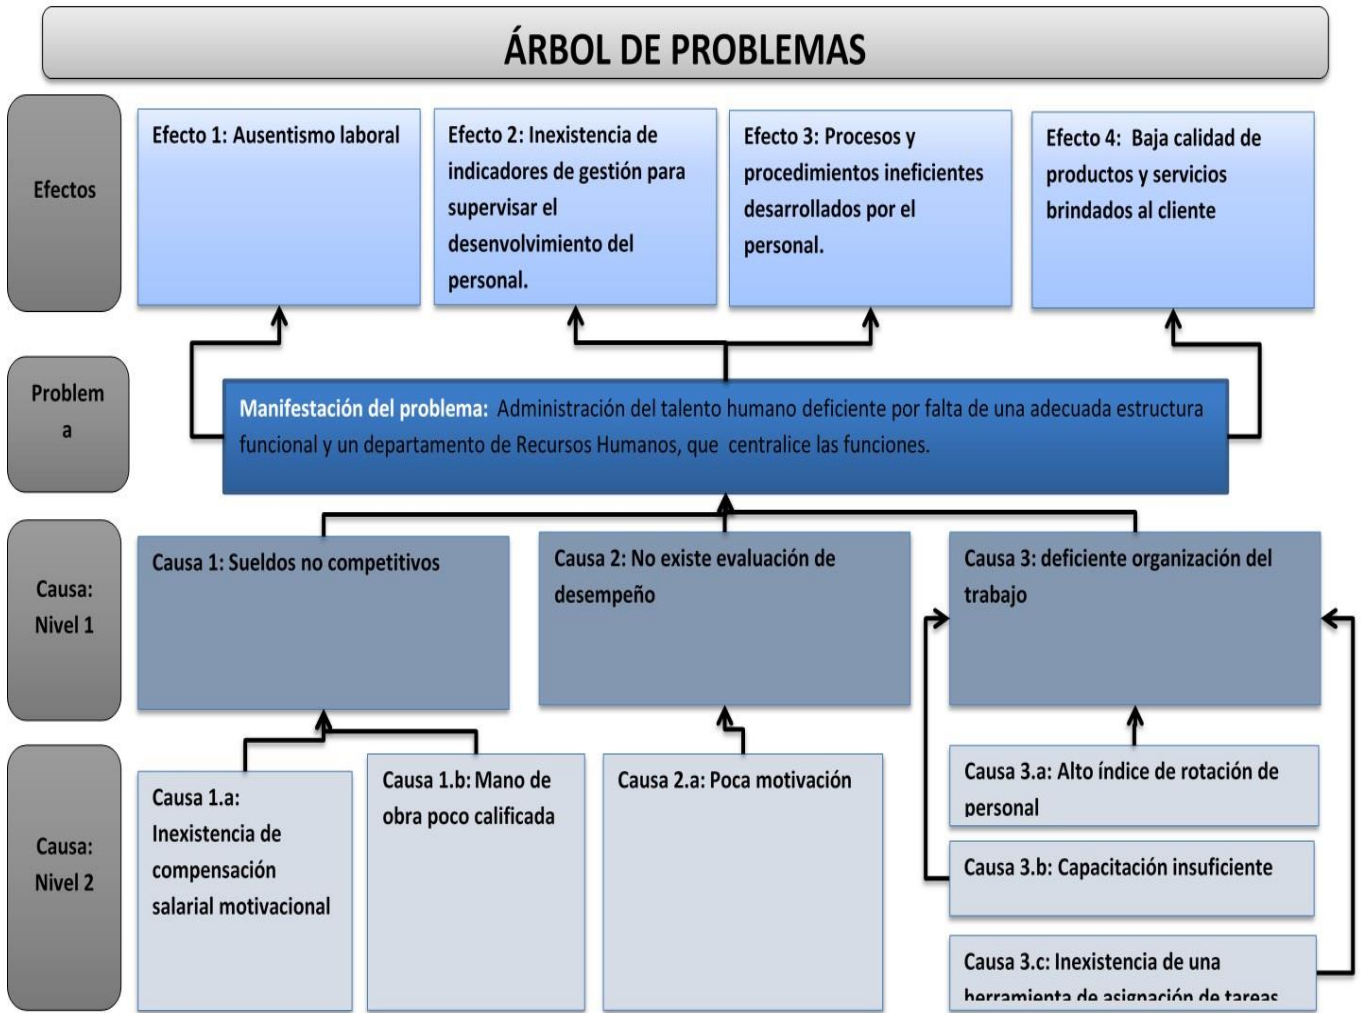 ÁRBOL DE PROBLEMAS
Efectos
Efecto 1: Ausentismo laboral
Efecto 2: Inexistencia de
indicadores de gestión para
supervisar el
desenvolvimiento del
personal.
Efecto 3: Procesos y
procedimientos ineficientes
desarrollados por el
personal.
Efecto 4: Baja calidad de
productos y servicios
brindados al cliente
Problem
a
Manifestación del problema: Administración del talento humano deficiente por falta de una adecuada estructura
funcional y un departamento de Recursos Humanos, que centralice las funciones.
Causa:
Nivel 1
Causa 1: Sueldos no competitivos
Causa 2: No existe evaluación de
desempeño
Causa 3: deficiente organización del
trabajo
Causa:
Nivel 2
Causa 1.a:
Inexistencia de
compensación
salarial motivacional
Causa 1.b: Mano de
obra poco calificada
Causa 2.a: Poca motivación
Causa 3.a: Alto índice de rotación de
personal
Causa 3.b: Capacitación insuficiente
Causa 3.c: Inexistencia de una
herramienta de asignación de tareas